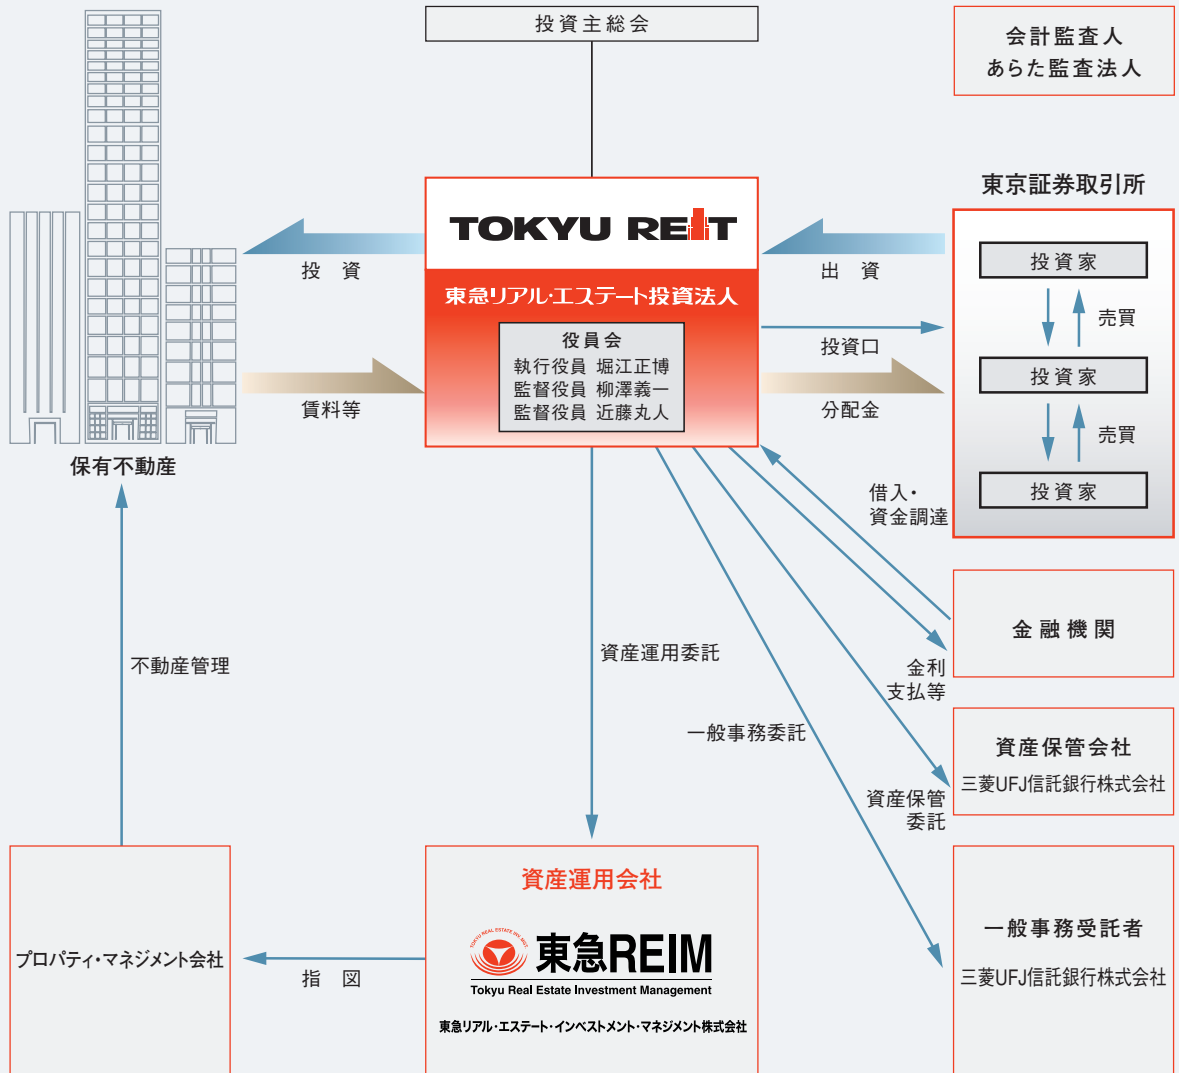 投資主総会
会計監査人
あらた監査法人
東京証券取引所
TOKYU REIT
東急リアル・エステート投資法人
役員会
執行役員 堀江正博
監督役員 柳澤義一
監督役員 近藤丸人
投 資
賃料等
保有不動産
出 資
投資口
分配金
投資家
売買
投資家
売買
投資家
借入・
資金調達
金融機関
金利
支払等
不動産管理
資産運用委託
一般事務委託
資産保管
委託
資産保管会社
三菱UFJ信託銀行株式会社
プロパティ・マネジメント会社
指 図
資産運用会社
TOKYU REAL ESTATE INV MGT
東急REIM
Tokyu Real Estate Investment Management
東急リアル・エステート・インベストメント・マネジメント株式会社
一般事務受託者
三菱UFJ信託銀行株式会社